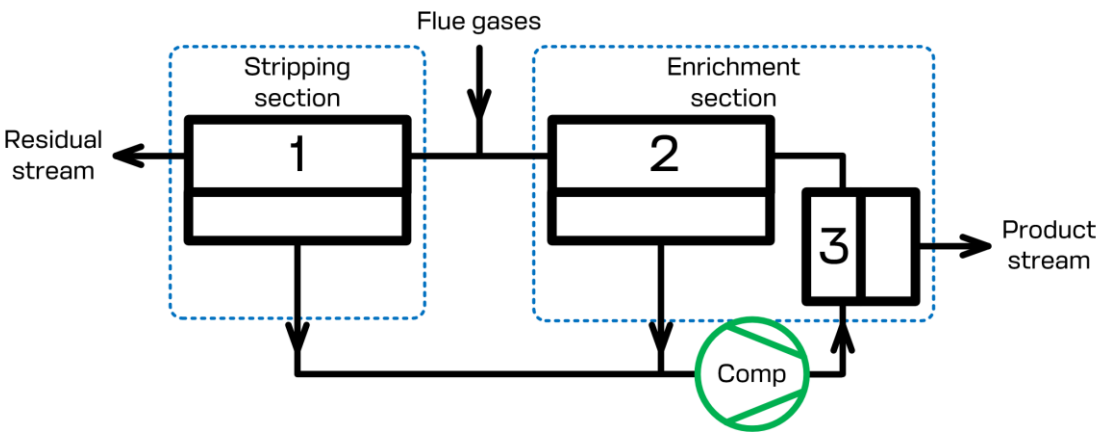 Flue gases
Stripping
section
Enrichment
section
Residual
stream
1
2
3
Product
stream
Comp